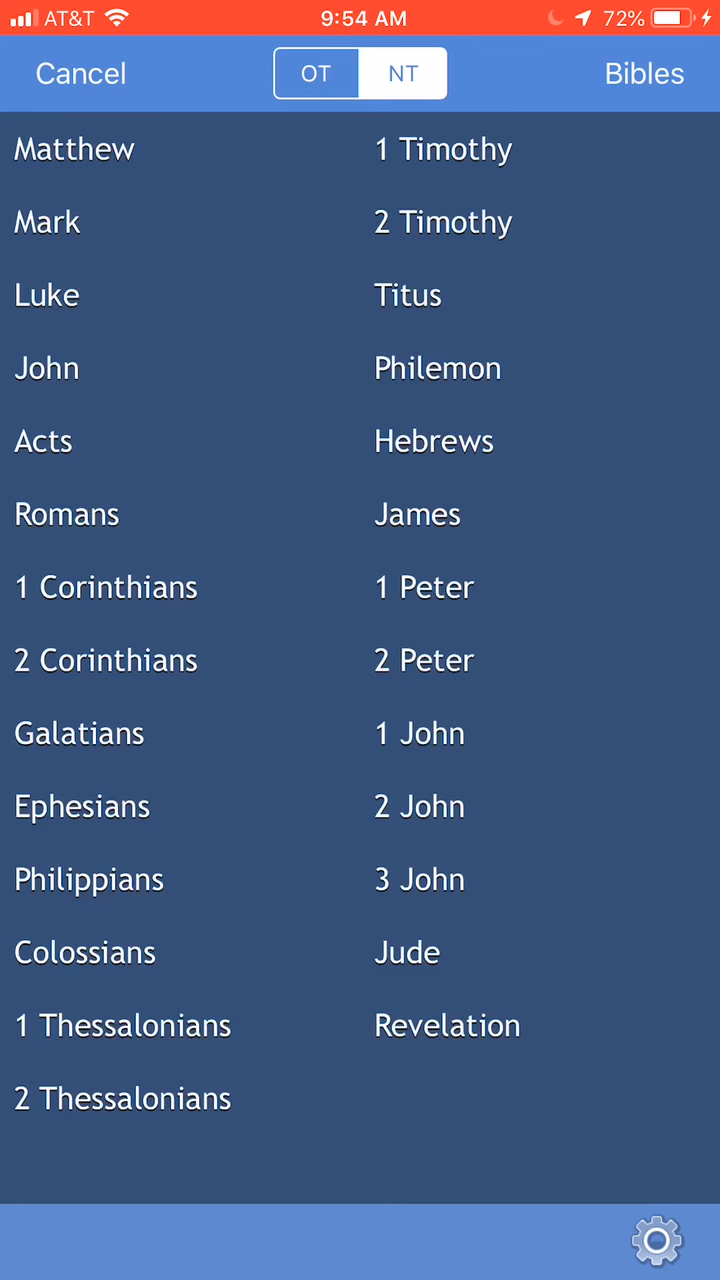 AT&T 9:54 AM 72%
Cancel OT NT Bibles
Matthew
Mark
Luke
John
Acts
Romans
1 Corinthians
2 Corinthians
Galatians
Ephesians
Philippians
Colossians
1 Thessalonians
2 Thessalonians
1 Timothy
2 Timothy
Titus
Philemon
Hebrews
James
1 Peter
2 Peter
1 John
2 John
3 John
Jude
Revelation